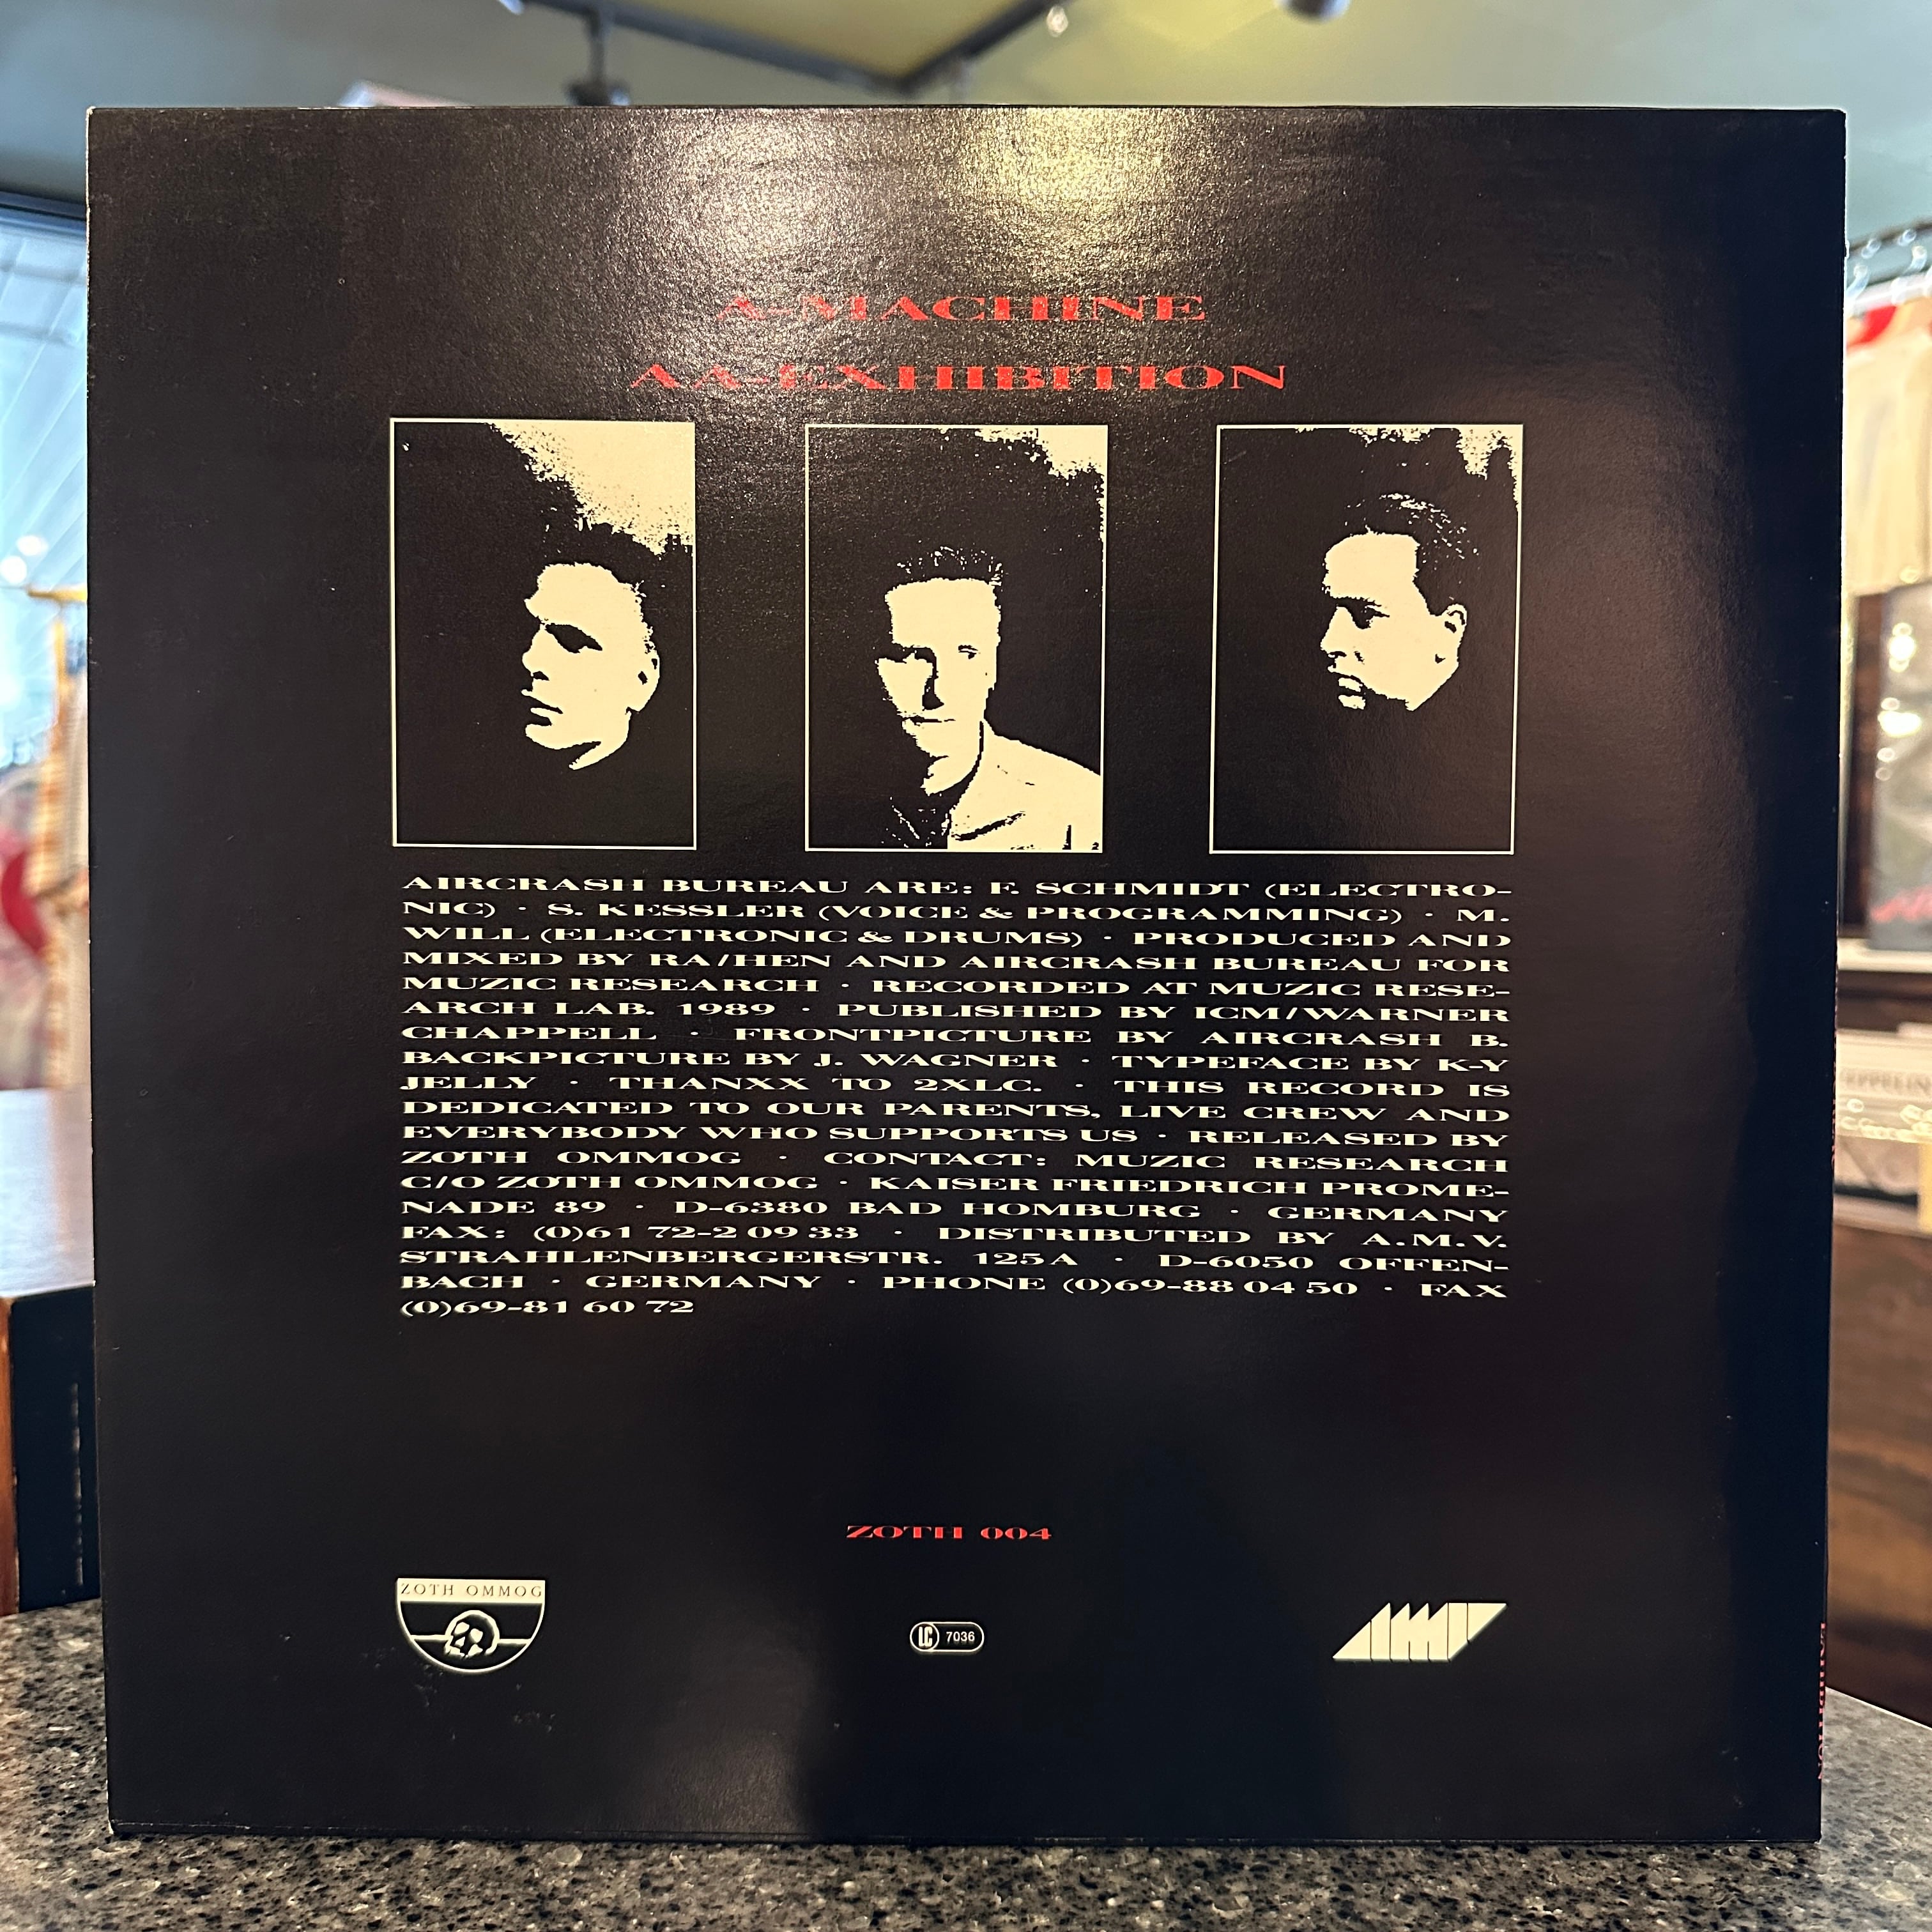 A-MACHINE
AA-EXHIBITION
AIRCRASH BUREAU ARE: F. SCHMIDT (ELECTRO-
NIC) · S. KESSLER (VOICE & PROGRAMMING) · M.
WILL (ELECTRONIC & DRUMS) · PRODUCED AND
MIXED BY RA/HEN AND AIRCRASH BUREAU FOR
MUZIC RESEARCH · RECORDED AT MUZIC RESE-
ARCH LAB. 1989 · PUBLISHED BY ICM/WARNER
CHAPPELL · FRONTPICTURE BY AIRCRASH B.
BACKPICTURE BY J. WAGNER · TYPEFACE BY K-Y
JELLY · THANXX TO 2XLC. · THIS RECORD IS
DEDICATED TO OUR PARENTS, LIVE CREW AND
EVERYBODY WHO SUPPORTS US · RELEASED BY
ZOTH OMMOG · CONTACT: MUZIC RESEARCH
C/O ZOTH OMMOG · KAISER FRIEDRICH PROME-
NADE 89 · D-6380 BAD HOMBURG · GERMANY
FAX: (0)61 72-2 09 33 · DISTRIBUTED BY A.M.V.
STRAHLENBERGERSTR. 125A · D-6050 OFFEN-
BACH · GERMANY · PHONE (0)69-88 04 50 · FAX
(0)69-81 60 72
ZOTH 004
ZOTH OMMOG
LC 7036
AMV
EXHIBITION